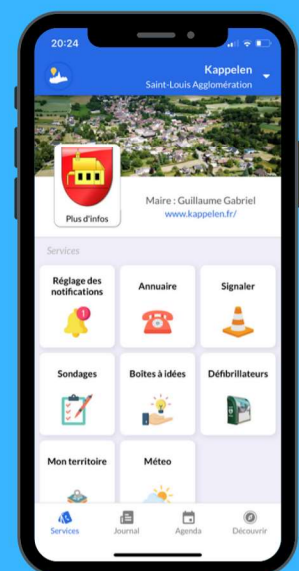 20:24
Kappelen
Saint-Louis Agglomération
Plus d'infos
Maire : Guillaume Gabriel
www.kappelen.fr/
Services
Réglage des
notifications
1
Annuaire
Signaler
Sondages
Boîtes à idées
Défibrillateurs
Mon territoire
Méteo
Services
Journal
Agenda
Découvrir